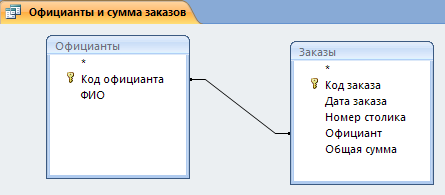 Официанты и сумма заказов
Официанты
*
Код официанта
ФИО
Заказы
*
Код заказа
Дата заказа
Номер столика
Официант
Общая сумма